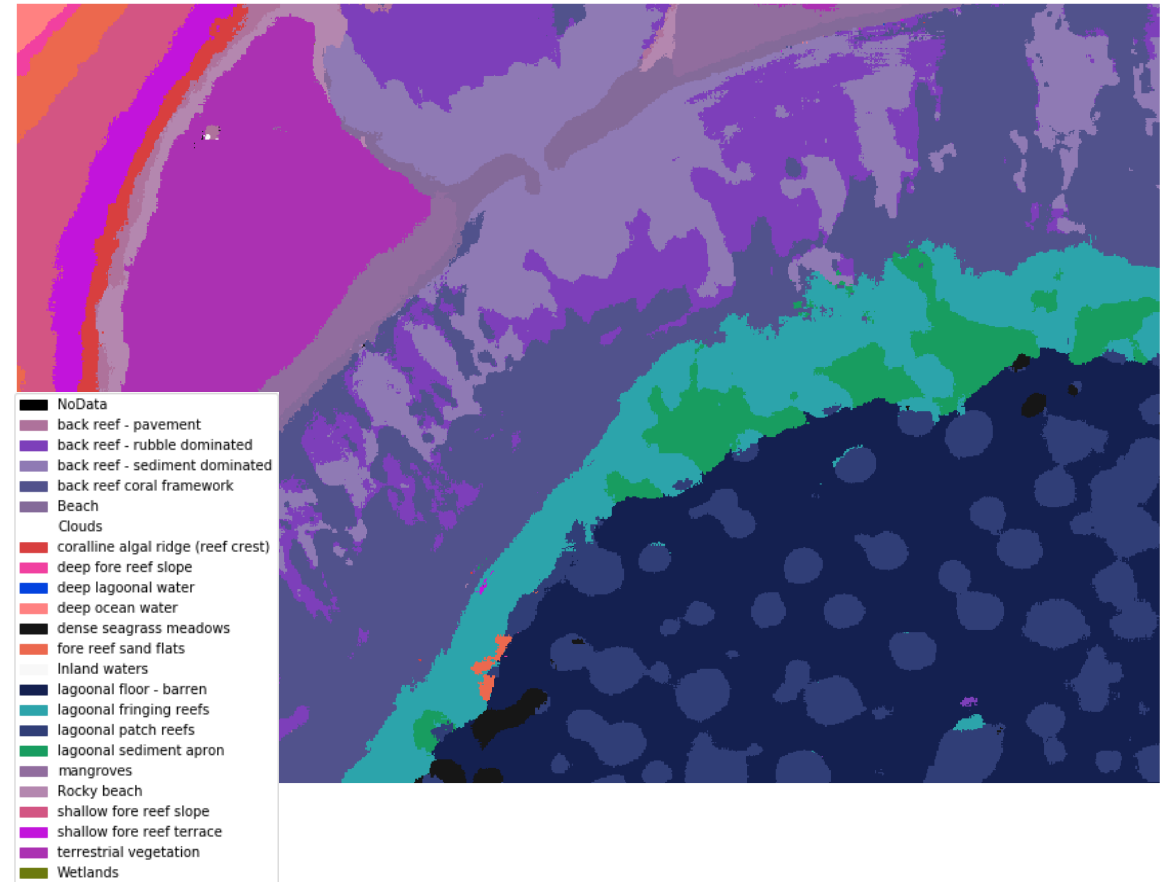 NoData
back reef - pavement
back reef - rubble dominated
back reef - sediment dominated
back reef coral framework
Beach
Clouds
coralline algal ridge (reef crest)
deep fore reef slope
deep lagoonal water
deep ocean water
dense seagrass meadows
fore reef sand flats
Inland waters
lagoonal floor - barren
lagoonal fringing reefs
lagoonal patch reefs
lagoonal sediment apron
mangroves
Rocky beach
shallow fore reef slope
shallow fore reef terrace
terrestrial vegetation
Wetlands